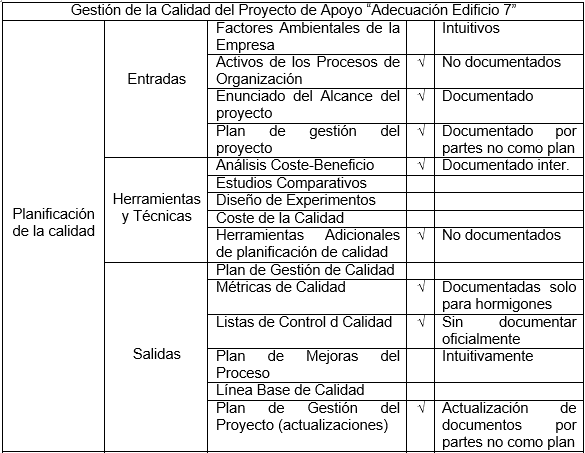 Gestión de la Calidad del Proyecto de Apoyo “Adecuación Edificio 7”
Planificación
de la calidad
Entradas
Factores Ambientales de la
Empresa
Intuitivos
Activos de los Procesos de
Organización
√
No documentados
Enunciado del Alcance del
proyecto
√
Documentado
Plan de gestión del
proyecto
√
Documentado por
partes no como plan
Herramientas
y Técnicas
Análisis Coste-Beneficio
√
Documentado inter.
Estudios Comparativos
Diseño de Experimentos
Coste de la Calidad
Herramientas Adicionales
de planificación de calidad
√
No documentados
Salidas
Plan de Gestión de Calidad
Métricas de Calidad
√
Documentadas solo
para hormigones
Listas de Control d Calidad
√
Sin documentar
oficialmente
Plan de Mejoras del
Proceso
Intuitivamente
Línea Base de Calidad
Plan de Gestión del
Proyecto (actualizaciones)
√
Actualización de
documentos por
partes no como plan